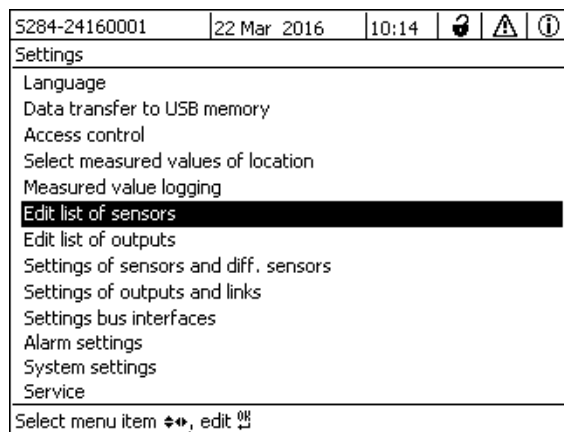 S284-24160001 22 Mar 2016 10:14
Settings
Language
Data transfer to USB memory
Access control
Select measured values of location
Measured value logging
Edit list of sensors
Edit list of outputs
Settings of sensors and diff. sensors
Settings of outputs and links
Settings bus interfaces
Alarm settings
System settings
Service
Select menu item , edit OK